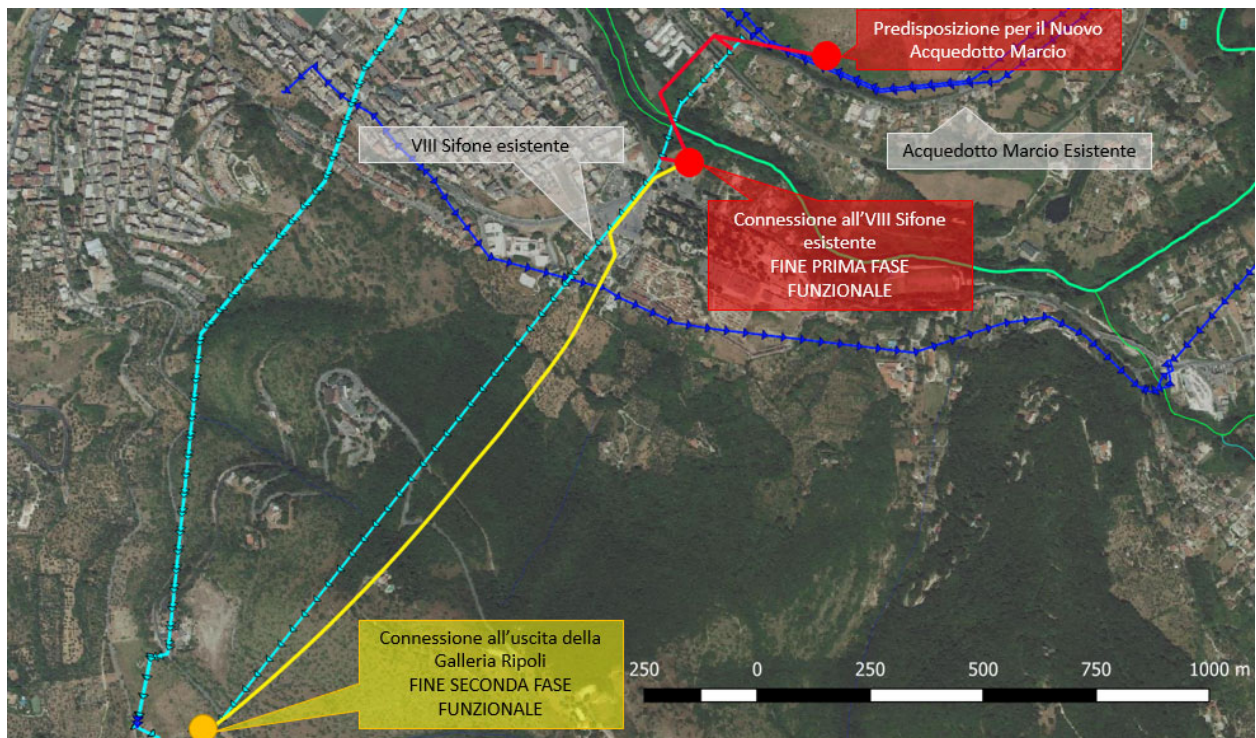 Predisposizione per il Nuovo
Acquedotto Marcio
VIII Sifone esistente
Acquedotto Marcio Esistente
Connessione all'VIII Sifone
esistente
FINE PRIMA FASE
FUNZIONALE
Connessione all'uscita della
Galleria Ripoli
FINE SECONDA FASE
FUNZIONALE
250 0 250 500 750 1000 m